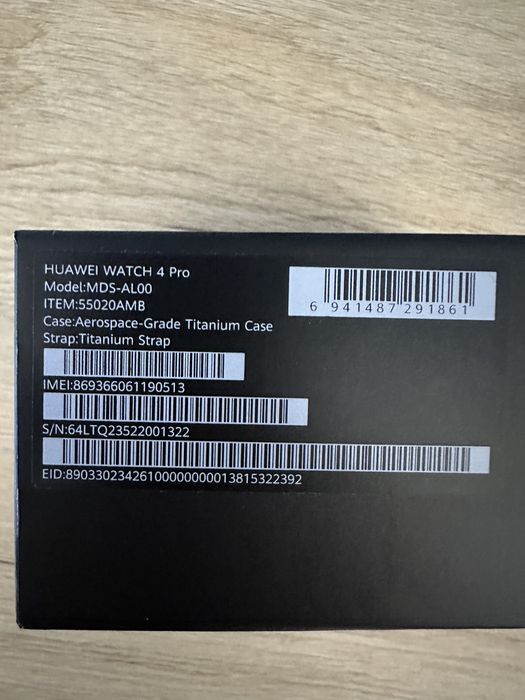 HUAWEI WATCH 4 Pro
Model:MDS-AL00
ITEM:55020AMB
Case:Aerospace-Grade Titanium Case
Strap:Titanium Strap
6 941487 291861
IMEI:869366061190513
S/N:64LTQ23522001322
EID:89033023426100000000013815322392